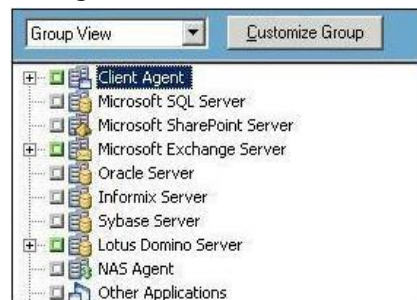 Group View
Customize Group
Client Agent
Microsoft SQL Server
Microsoft SharePoint Server
Microsoft Exchange Server
Oracle Server
Informix Server
Sybase Server
Lotus Domino Server
NAS Agent
Other Applications